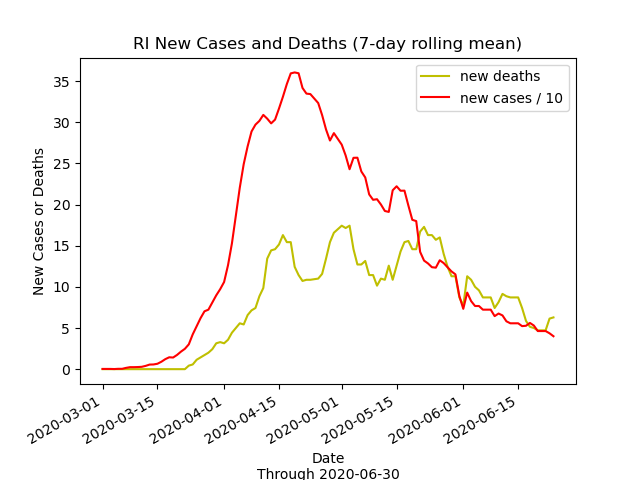 RI New Cases and Deaths (7-day rolling mean)
new deaths
new cases / 10
35
30
25
20
15
10
5
0
New Cases or Deaths
2020-03-01
2020-03-15
2020-04-01
2020-04-15
2020-05-01
2020-05-15
2020-06-01
2020-06-15
Date
Through 2020-06-30